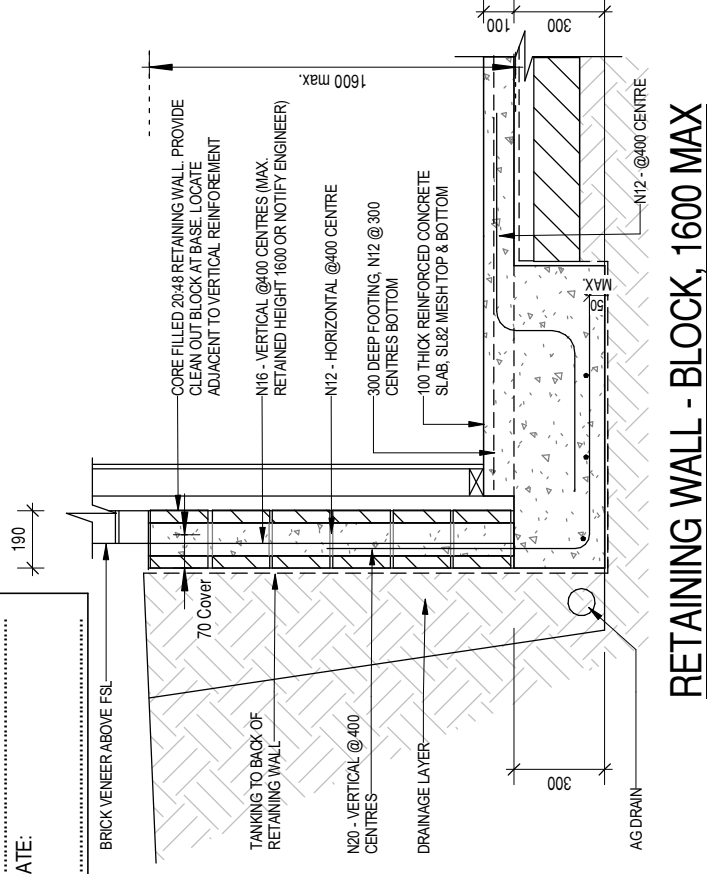 ATE:
190
BRICK VENEER ABOVE FSL
70 Cover
TANKING TO BACK OF
RETAINING WALL
N20 - VERTICAL @ 400
CENTRES
DRAINAGE LAYER
300
AG DRAIN
1600 max.
100
300
CORE FILLED 20:48 RETAINING WALL. PROVIDE
CLEAN OUT BLOCK AT BASE. LOCATE
ADJACENT TO VERTICAL REINFOREMENT
N16 - VERTICAL @400 CENTRES (MAX.
RETAINED HEIGHT 1600 OR NOTIFY ENGINEER)
N12 - HORIZONTAL @400 CENTRE
300 DEEP FOOTING, N12 @ 300
CENTRES BOTTOM
100 THICK REINFORCED CONCRETE
SLAB, SL82 MESH TOP & BOTTOM
50
MAX.
N12 - @400 CENTRE
RETAINING WALL - BLOCK, 1600 MAX